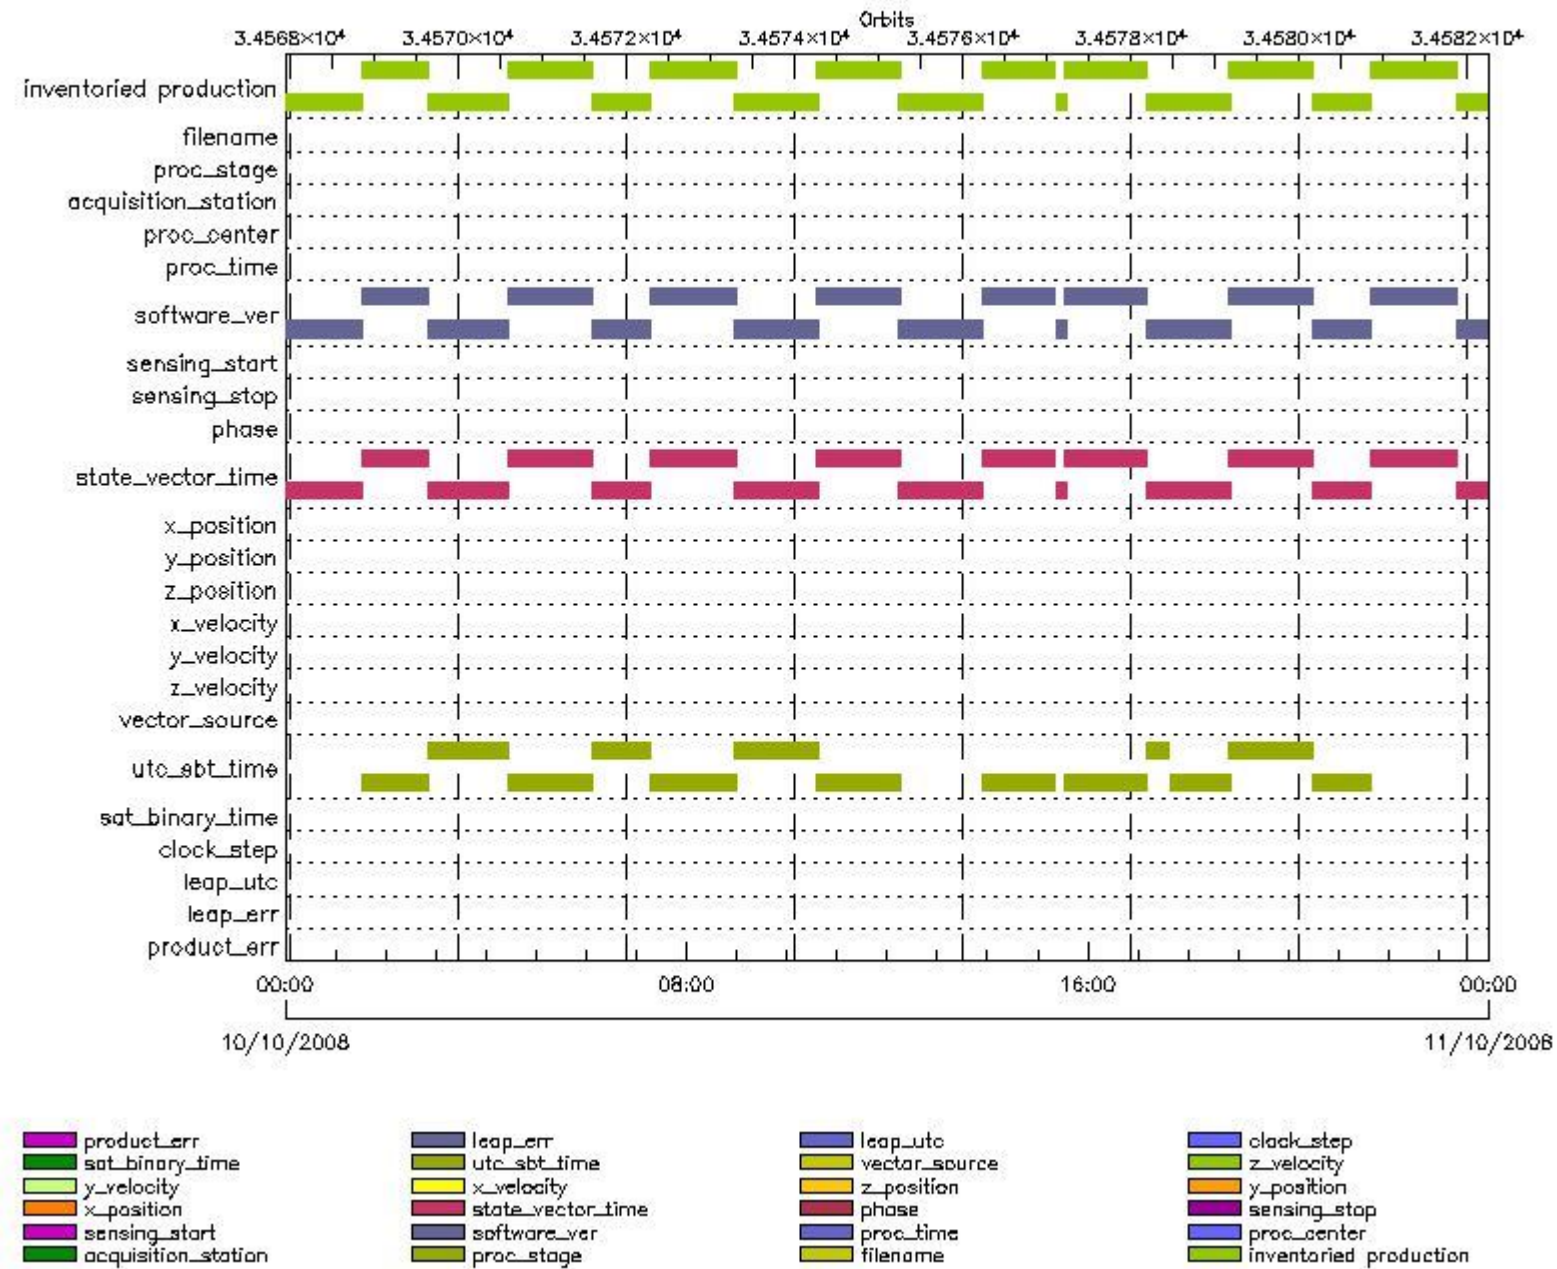 Orbits
3.4568×10⁴ 3.4570×10⁴ 3.4572×10⁴ 3.4574×10⁴ 3.4576×10⁴ 3.4578×10⁴ 3.4580×10⁴ 3.4582×10⁴
inventoried production
filename
proc_stage
acquisition_station
proc_center
proc_time
software_ver
sensing_start
sensing_stop
phase
state_vector_time
x_position
y_position
z_position
x_velocity
y_velocity
z_velocity
vector_source
utc_sbt_time
sat_binary_time
clock_step
leap_utc
leap_err
product_err
00:00 08:00 16:00 00:00
10/10/2008 11/10/2008
product_err leap_err leap_utc clock_step
sat_binary_time utc_sbt_time vector_source z_velocity
y_velocity x_velocity z_position y_position
x_position state_vector_time phase sensing_stop
sensing_start software_ver proc_time proc_center
acquisition_station proc_stage filename inventoried production